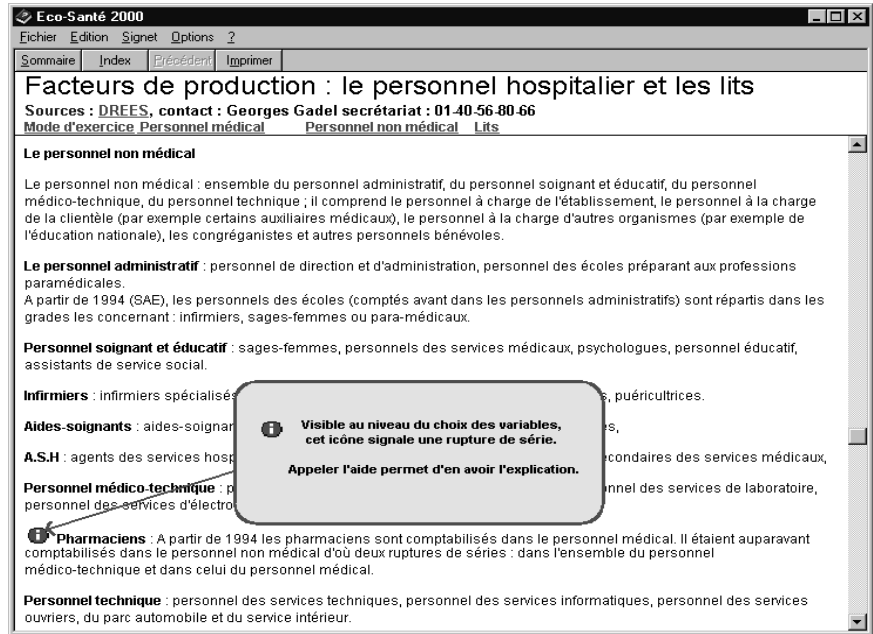 Eco-Santé 2000
Fichier Edition Signet Options ?
Sommaire Index Précédent Imprimer
Facteurs de production : le personnel hospitalier et les lits
Sources : DREES, contact : Georges Gadel secrétariat : 01-40-56-80-66
Mode d'exercice Personnel médical Personnel non médical Lits
Le personnel non médical
Le personnel non médical : ensemble du personnel administratif, du personnel soignant et éducatif, du personnel
médico-technique, du personnel technique ; il comprend le personnel à charge de l'établissement, le personnel à la charge
de la clientèle (par exemple certains auxiliaires médicaux), le personnel à la charge d'autres organismes (par exemple de
l'éducation nationale), les congréganistes et autres personnels bénévoles.
Le personnel administratif : personnel de direction et d'administration, personnel des écoles préparant aux professions
paramédicales.
A partir de 1994 (SAE), les personnels des écoles (comptés avant dans les personnels administratifs) sont répartis dans les
grades les concernant : infirmiers, sages-femmes ou para-médicaux.
Personnel soignant et éducatif : sages-femmes, personnels des services médicaux, psychologues, personnel éducatif,
assistants de service social.
Infirmiers : infirmiers spécialisés, puéricultrices.
Aides-soignants : aides-soignan
A.S.H : agents des services hosp econdaires des services médicaux,
Personnel médico-technique : p nnel des services de laboratoire,
personnel des services d'électro
Visible au niveau du choix des variables,
cet icône signale une rupture de série.
Appeler l'aide permet d'en avoir l'explication.
Pharmaciens : A partir de 1994 les pharmaciens sont comptabilisés dans le personnel médical. Il étaient auparavant
comptabilisés dans le personnel non médical d'où deux ruptures de séries : dans l'ensemble du personnel
médico-technique et dans celui du personnel médical.
Personnel technique : personnel des services techniques, personnel des services informatiques, personnel des services
ouvriers, du parc automobile et du service intérieur.